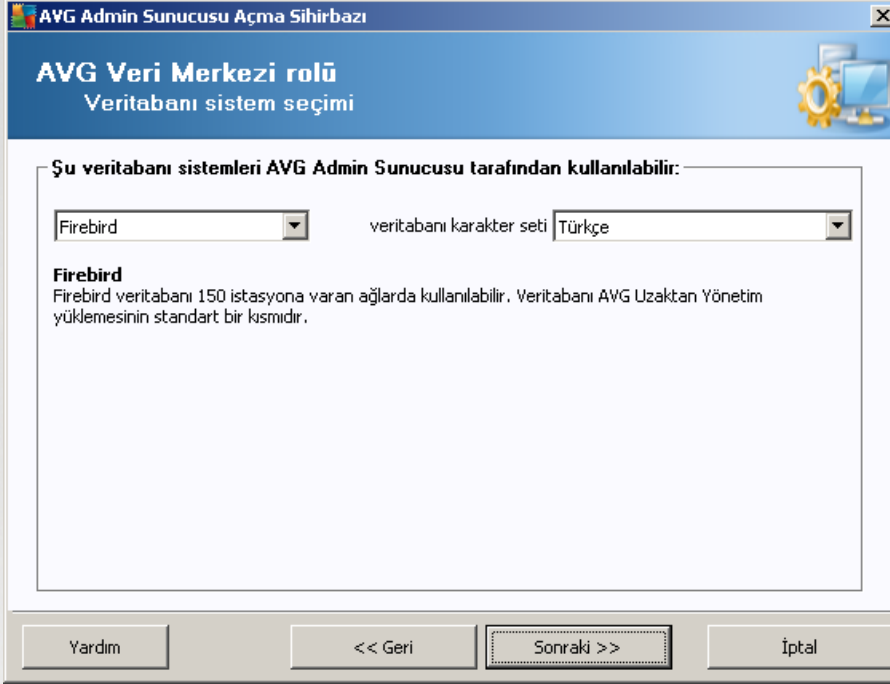 AVG Admin Sunucusu Açma Sihirbazı
AVG Veri Merkezi rolü
Veritabanı sistem seçimi
Şu veritabanı sistemleri AVG Admin Sunucusu tarafından kullanılabilir:
Firebird veritabanı karakter seti Türkçe
Firebird
Firebird veritabanı 150 istasyona varan ağlarda kullanılabilir. Veritabanı AVG Uzaktan Yönetim
yüklemesinin standart bir kısmıdır.
Yardım << Geri Sonraki >> İptal